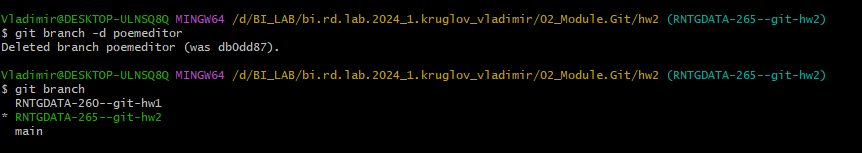 Vladimir@DESKTOP-ULNSQ8Q MINGW64 /d/BI_LAB/bi.rd.lab.2024_1.kruglov_vladimir/02_Module.Git/hw2 (RNTGDATA-265--git-hw2)
$ git branch -d poemeditor
Deleted branch poemeditor (was db0dd87).
Vladimir@DESKTOP-ULNSQ8Q MINGW64 /d/BI_LAB/bi.rd.lab.2024_1.kruglov_vladimir/02_Module.Git/hw2 (RNTGDATA-265--git-hw2)
$ git branch
RNTGDATA-260--git-hw1
* RNTGDATA-265--git-hw2
main